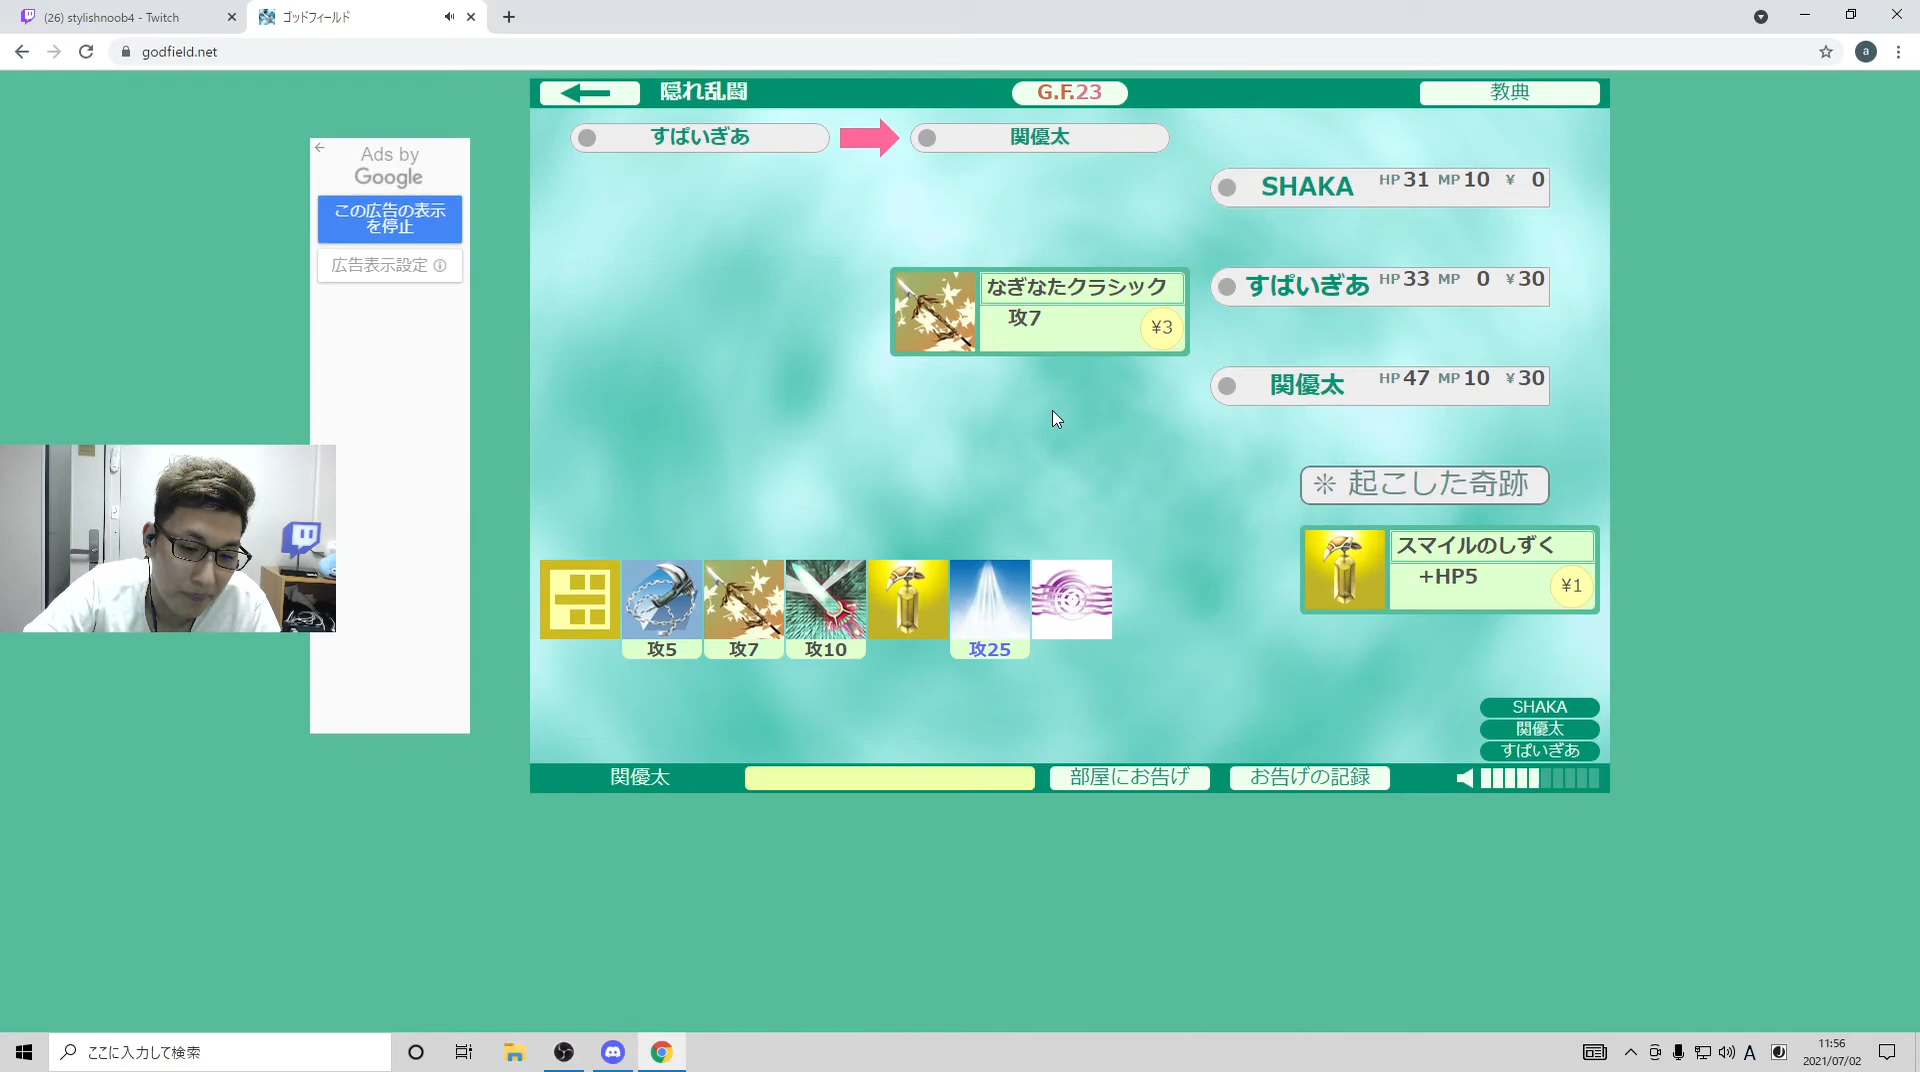 (26) stylishnoob4 - Twitch
ゴッドフィールド
godfield.net
a
隠れ乱闘
G.F.23
教典
すぱいぎあ
関優太
Ads by
Google
この広告の表示
を停止
広告表示設定
SHAKA HP 31 MP 10 ¥ 0
すぱいぎあ HP 33 MP 0 ¥ 30
関優太 HP 47 MP 10 ¥ 30
なぎなたクラシック
攻7
¥3
起こした奇跡
スマイルのしずく
+HP5
¥1
攻5
攻7
攻10
攻25
SHAKA
関優太
すぱいぎあ
関優太
部屋にお告げ
お告げの記録
ここに入力して検索
A
11:56
2021/07/02